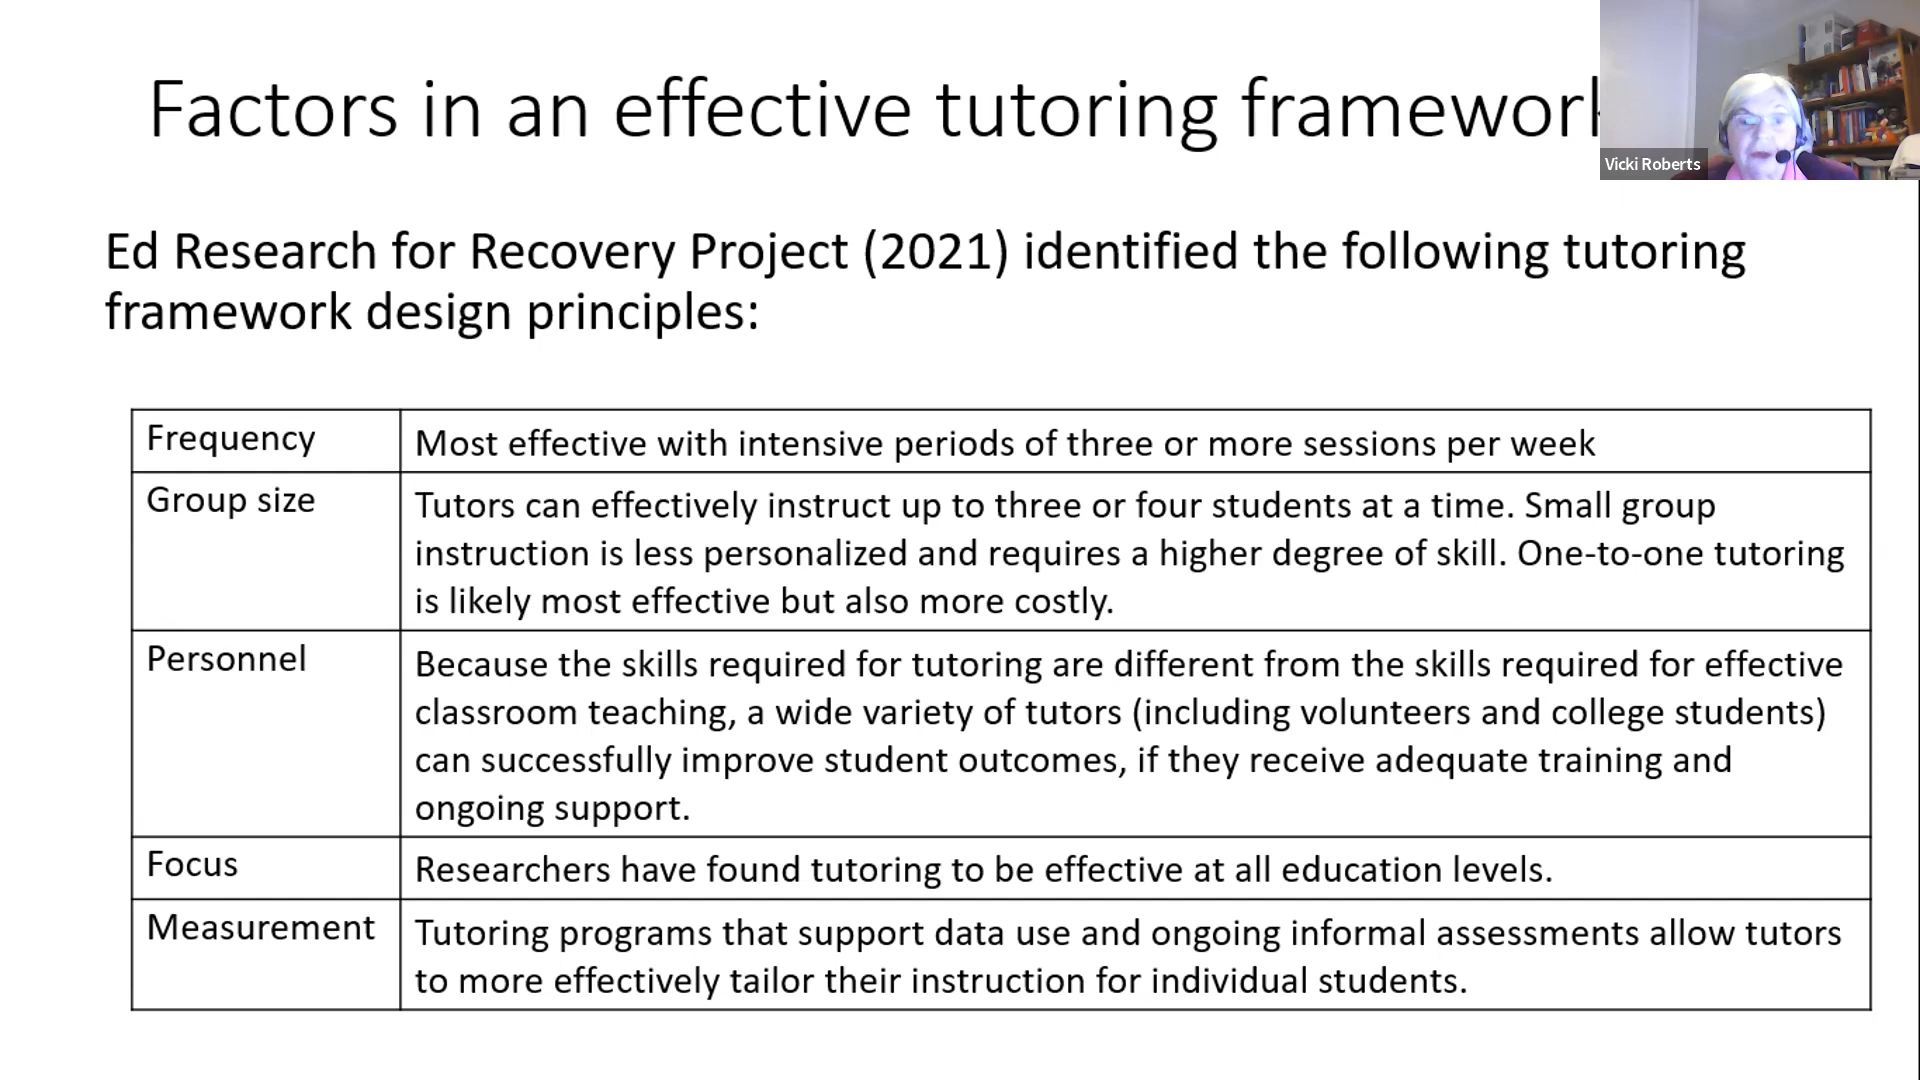 Factors in an effective tutoring framework
Vicki Roberts
Ed Research for Recovery Project (2021) identified the following tutoring
framework design principles:
Frequency
Most effective with intensive periods of three or more sessions per week
Group size
Tutors can effectively instruct up to three or four students at a time. Small group
instruction is less personalized and requires a higher degree of skill. One-to-one tutoring
is likely most effective but also more costly.
Personnel
Because the skills required for tutoring are different from the skills required for effective
classroom teaching, a wide variety of tutors (including volunteers and college students)
can successfully improve student outcomes, if they receive adequate training and
ongoing support.
Focus
Researchers have found tutoring to be effective at all education levels.
Measurement
Tutoring programs that support data use and ongoing informal assessments allow tutors
to more effectively tailor their instruction for individual students.